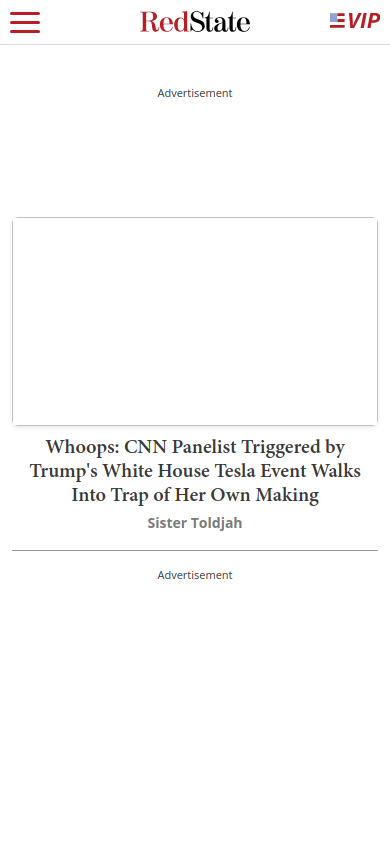 RedState
VIP
Advertisement
Whoops: CNN Panelist Triggered by
Trump's White House Tesla Event Walks
Into Trap of Her Own Making
Sister Toldjah
Advertisement